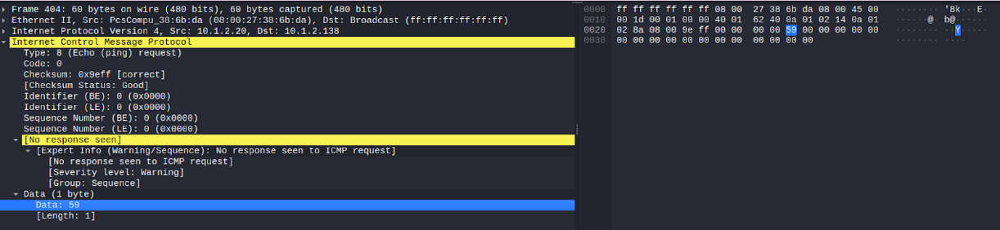 Frame 404: 60 bytes on wire (480 bits), 60 bytes captured (480 bits)
Ethernet II, Src: PcsCompu_38:6b:da (08:00:27:38:6b:da), Dst: Broadcast (ff:ff:ff:ff:ff:ff)
Internet Protocol Version 4, Src: 10.1.2.20, Dst: 10.1.2.138
Internet Control Message Protocol
Type: 8 (Echo (ping) request)
Code: 0
Checksum: 0x9eff [correct]
[Checksum Status: Good]
Identifier (BE): 0 (0x0000)
Identifier (LE): 0 (0x0000)
Sequence Number (BE): 0 (0x0000)
Sequence Number (LE): 0 (0x0000)
[No response seen]
[Expert Info (Warning/Sequence): No response seen to ICMP request]
[No response seen to ICMP request]
[Severity level: Warning]
[Group: Sequence]
Data (1 byte)
Data: 59
[Length: 1]
0000 ff ff ff ff ff ff 08 00 27 38 6b da 08 00 45 00 ········ '8k···E·
0010 00 1d 00 01 00 00 40 01 62 40 0a 01 02 14 0a 01 ······@· b@······
0020 02 8a 08 00 9e ff 00 00 00 00 59 00 00 00 00 00 ········ ··Y·····
0030 00 00 00 00 00 00 00 00 00 00 00 00 ········ ····